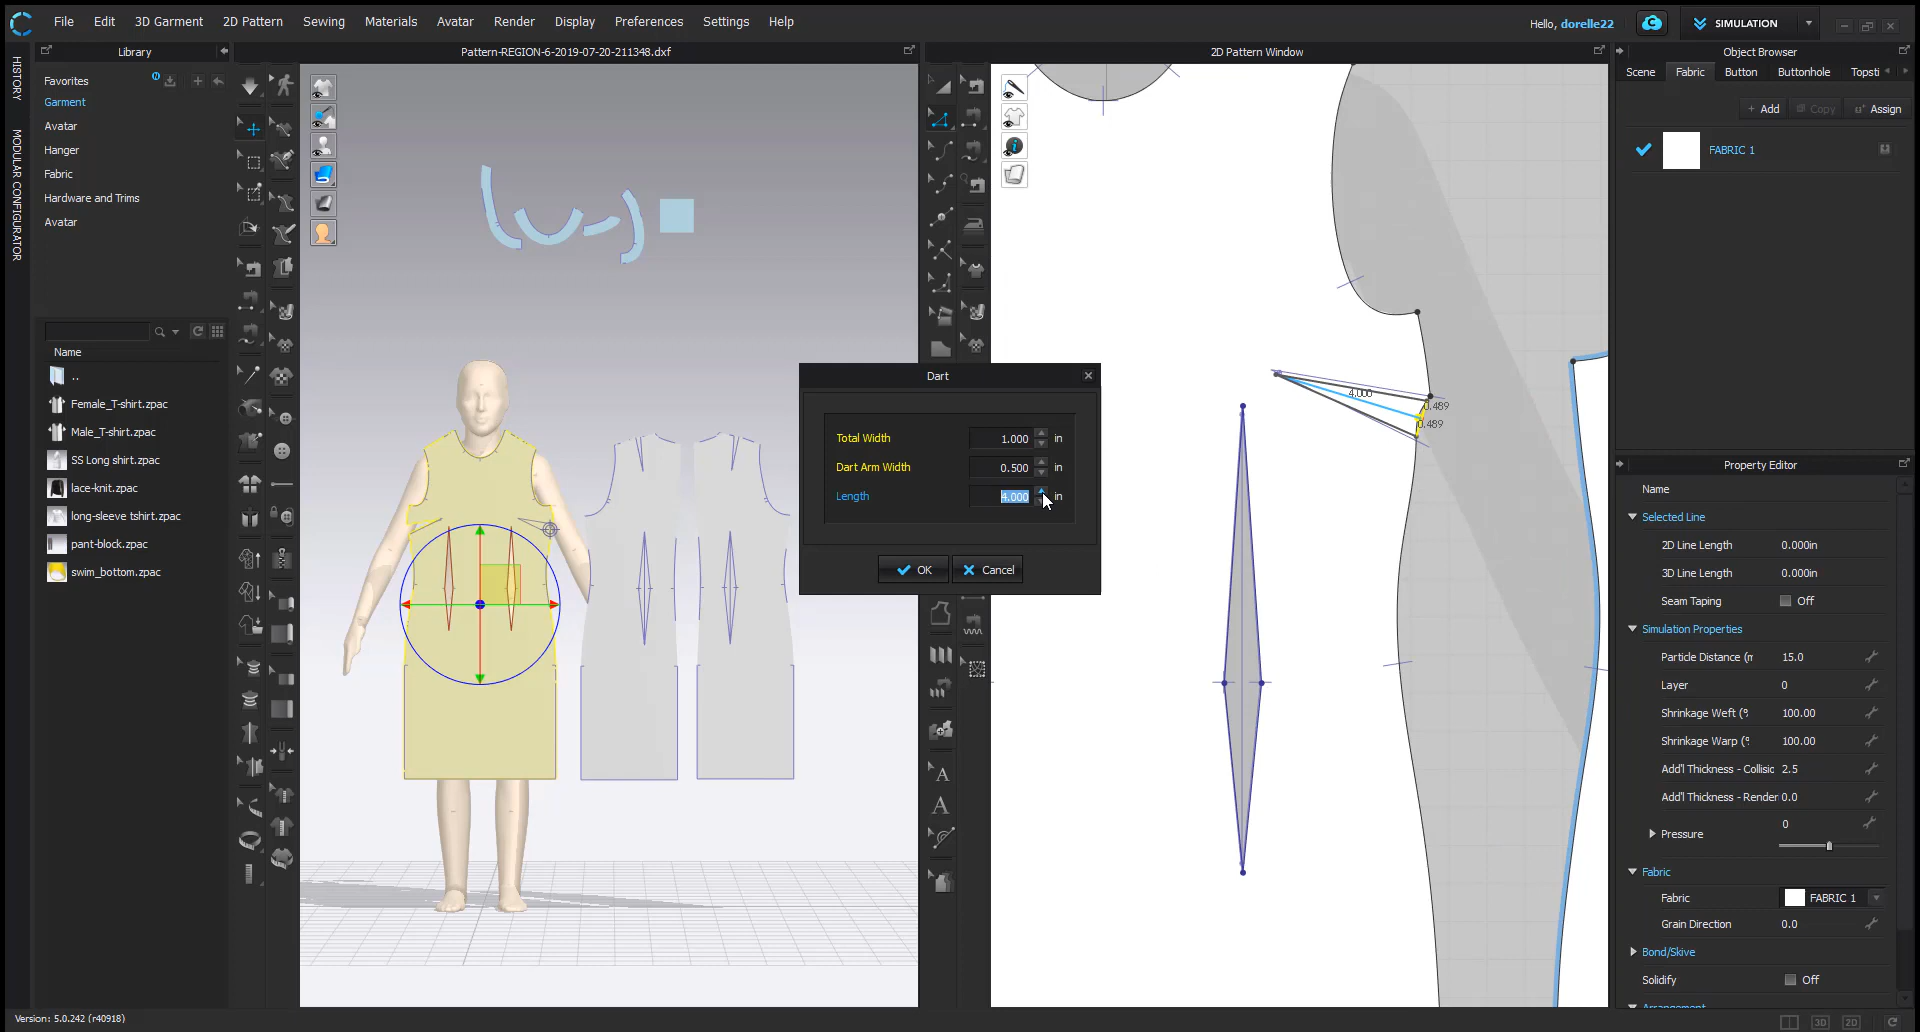 File Edit 3D Garment 2D Pattern Sewing Materials Avatar Render Display Preferences Settings Help
Hello, dorelle22
SIMULATION
HISTORY
MODULAR CONFIGURATOR
Library
Favorites
Garment
Avatar
Hanger
Fabric
Hardware and Trims
Avatar
Name
..
Female_T-shirt.zpac
Male_T-shirt.zpac
SS Long shirt.zpac
lace-knit.zpac
long-sleeve tshirt.zpac
pant-block.zpac
swim_bottom.zpac
Pattern-REGION-6-2019-07-20-211348.dxf
Dart
Total Width 1.000 in
Dart Arm Width 0.500 in
Length 4.000 in
OK Cancel
2D Pattern Window
4.000
0.489
0.489
Object Browser
Scene Fabric Button Buttonhole Topsti
+ Add Copy Assign
FABRIC 1
Property Editor
Name
Selected Line
2D Line Length 0.000in
3D Line Length 0.000in
Seam Taping Off
Simulation Properties
Particle Distance (m 15.0
Layer 0
Shrinkage Weft (% 100.00
Shrinkage Warp (% 100.00
Add'l Thickness - Collisic 2.5
Add'l Thickness - Render 0.0
Pressure 0
Fabric
Fabric FABRIC 1
Grain Direction 0.0
Bond/Skive
Solidify Off
Arrangement
Version: 5.0.242 (r40918)
3D 2D